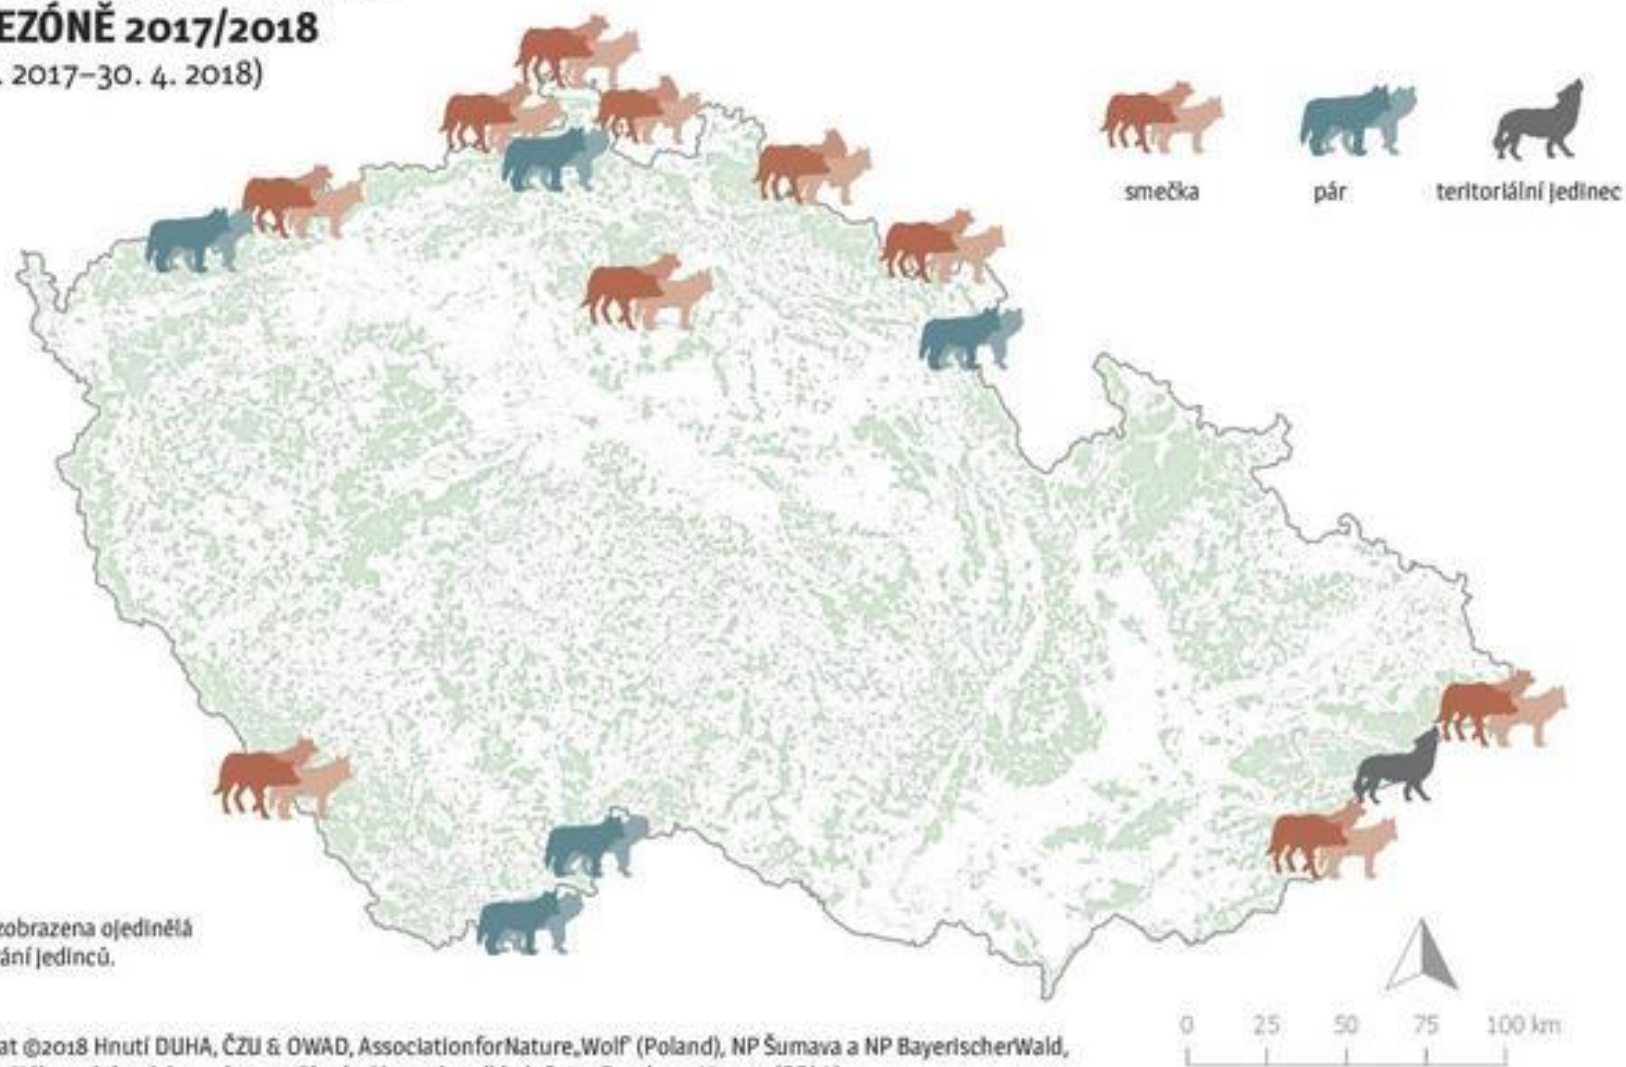 EZÓNĚ 2017/2018
. 2017–30. 4. 2018)
smečka
pár
teritoriální jedinec
zobrazena ojedinělá
ání jedinců.
0 25 50 75 100 km
at ©2018 Hnutí DUHA, ČZU & OWAD, AssociationforNature„Wolf“ (Poland), NP Šumava a NP BayerischerWald,